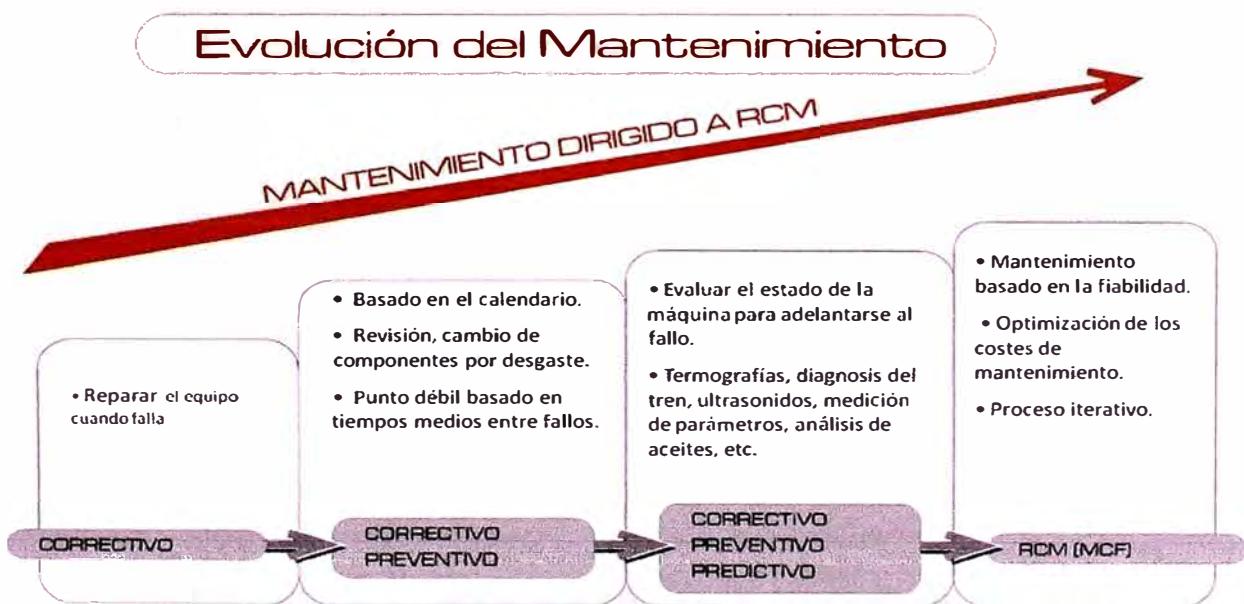 Evolución del Mantenimiento
MANTENIMIENTO DIRIGIDO A RCM
• Reparar el equipo
cuando falla
CORRECTIVO
• Basado en el calendario.
• Revisión, cambio de
componentes por desgaste.
• Punto débil basado en
tiempos medios entre fallos.
CORRECTIVO
PREVENTIVO
• Evaluar el estado de la
máquina para adelantarse al
fallo.
• Termografías, diagnosis del
tren, ultrasonidos, medición
de parámetros, análisis de
aceites, etc.
CORRECTIVO
PREVENTIVO
PREDICTIVO
• Mantenimiento
basado en la fiabilidad.
• Optimización de los
costes de
mantenimiento.
• Proceso iterativo.
RCM (MCF)